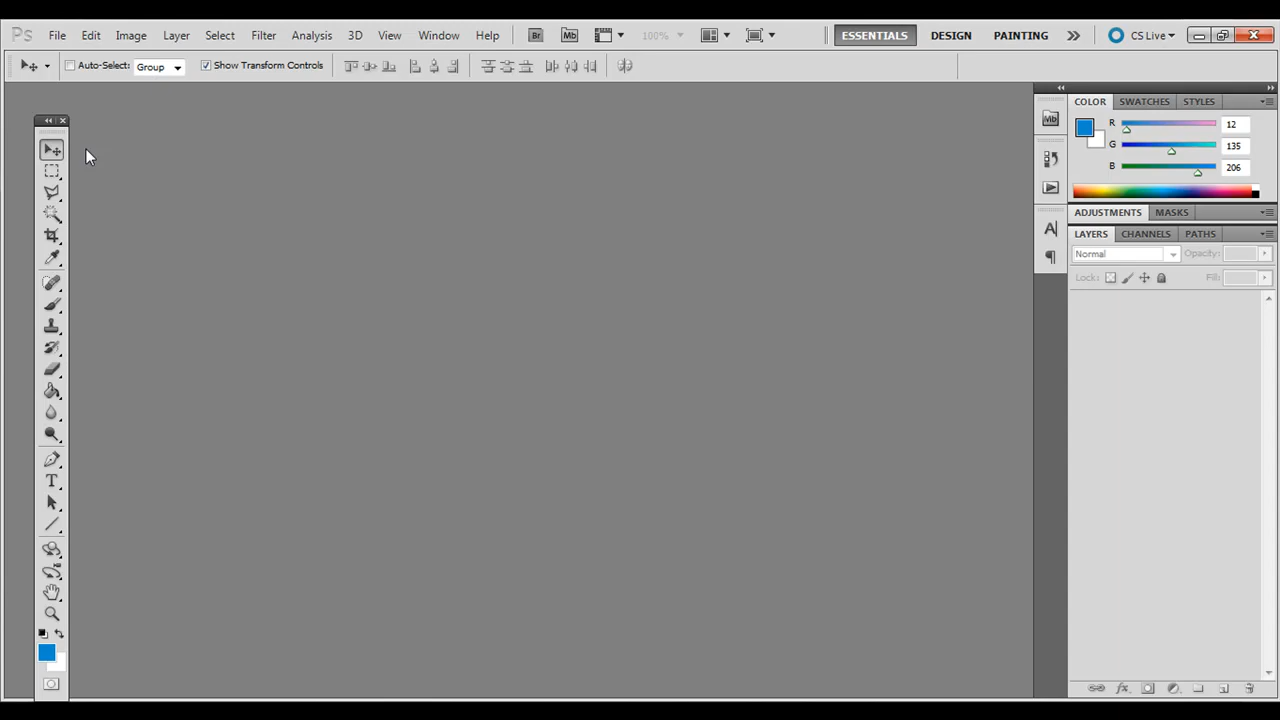 Ps File Edit Image Layer Select Filter Analysis 3D View Window Help Br Mb 100% ESSENTIALS DESIGN PAINTING CS Live
Auto-Select: Group Show Transform Controls
COLOR SWATCHES STYLES
Mb
R 12
G 135
B 206
ADJUSTMENTS MASKS
A
LAYERS CHANNELS PATHS
Normal Opacity:
Lock: Fill:
T
fx